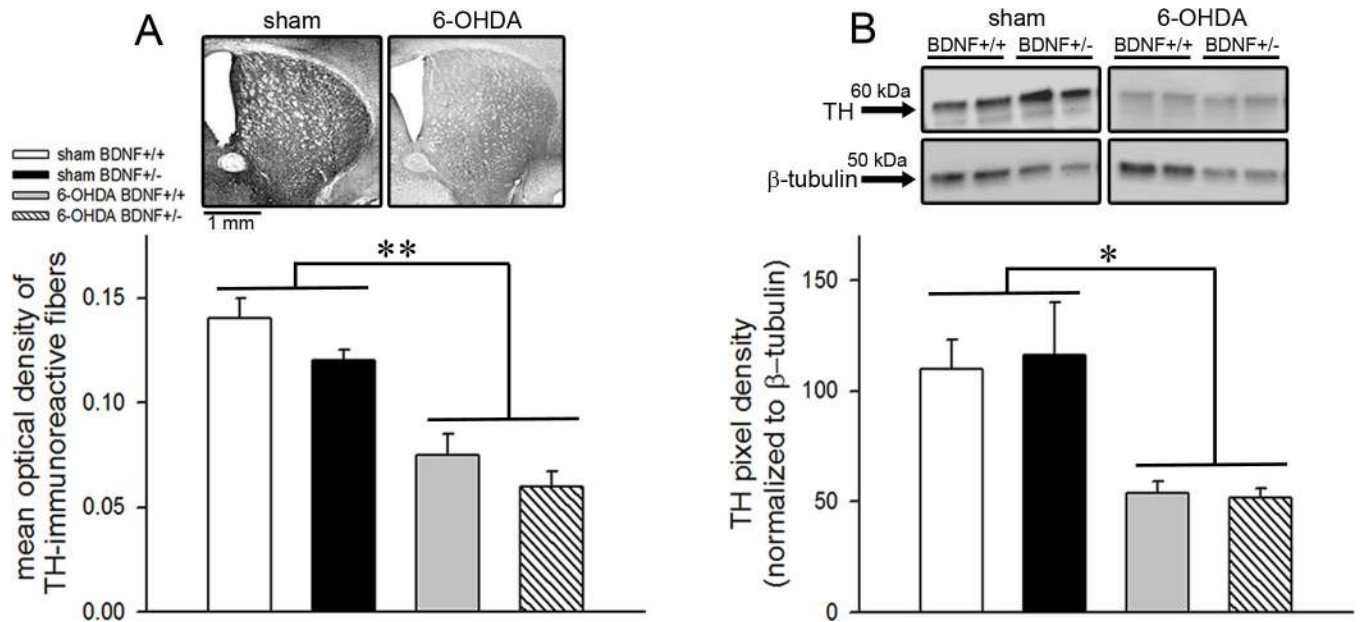 A
sham
6-OHDA
sham BDNF+/+
sham BDNF+/-
6-OHDA BDNF+/+
6-OHDA BDNF+/-
1 mm
mean optical density of
TH-immunoreactive fibers
0.15
0.10
0.05
0.00
**
B
sham
6-OHDA
BDNF+/+ BDNF+/-
BDNF+/+ BDNF+/-
60 kDa
TH
50 kDa
β-tubulin
TH pixel density
(normalized to β−tubulin)
150
100
50
0
*